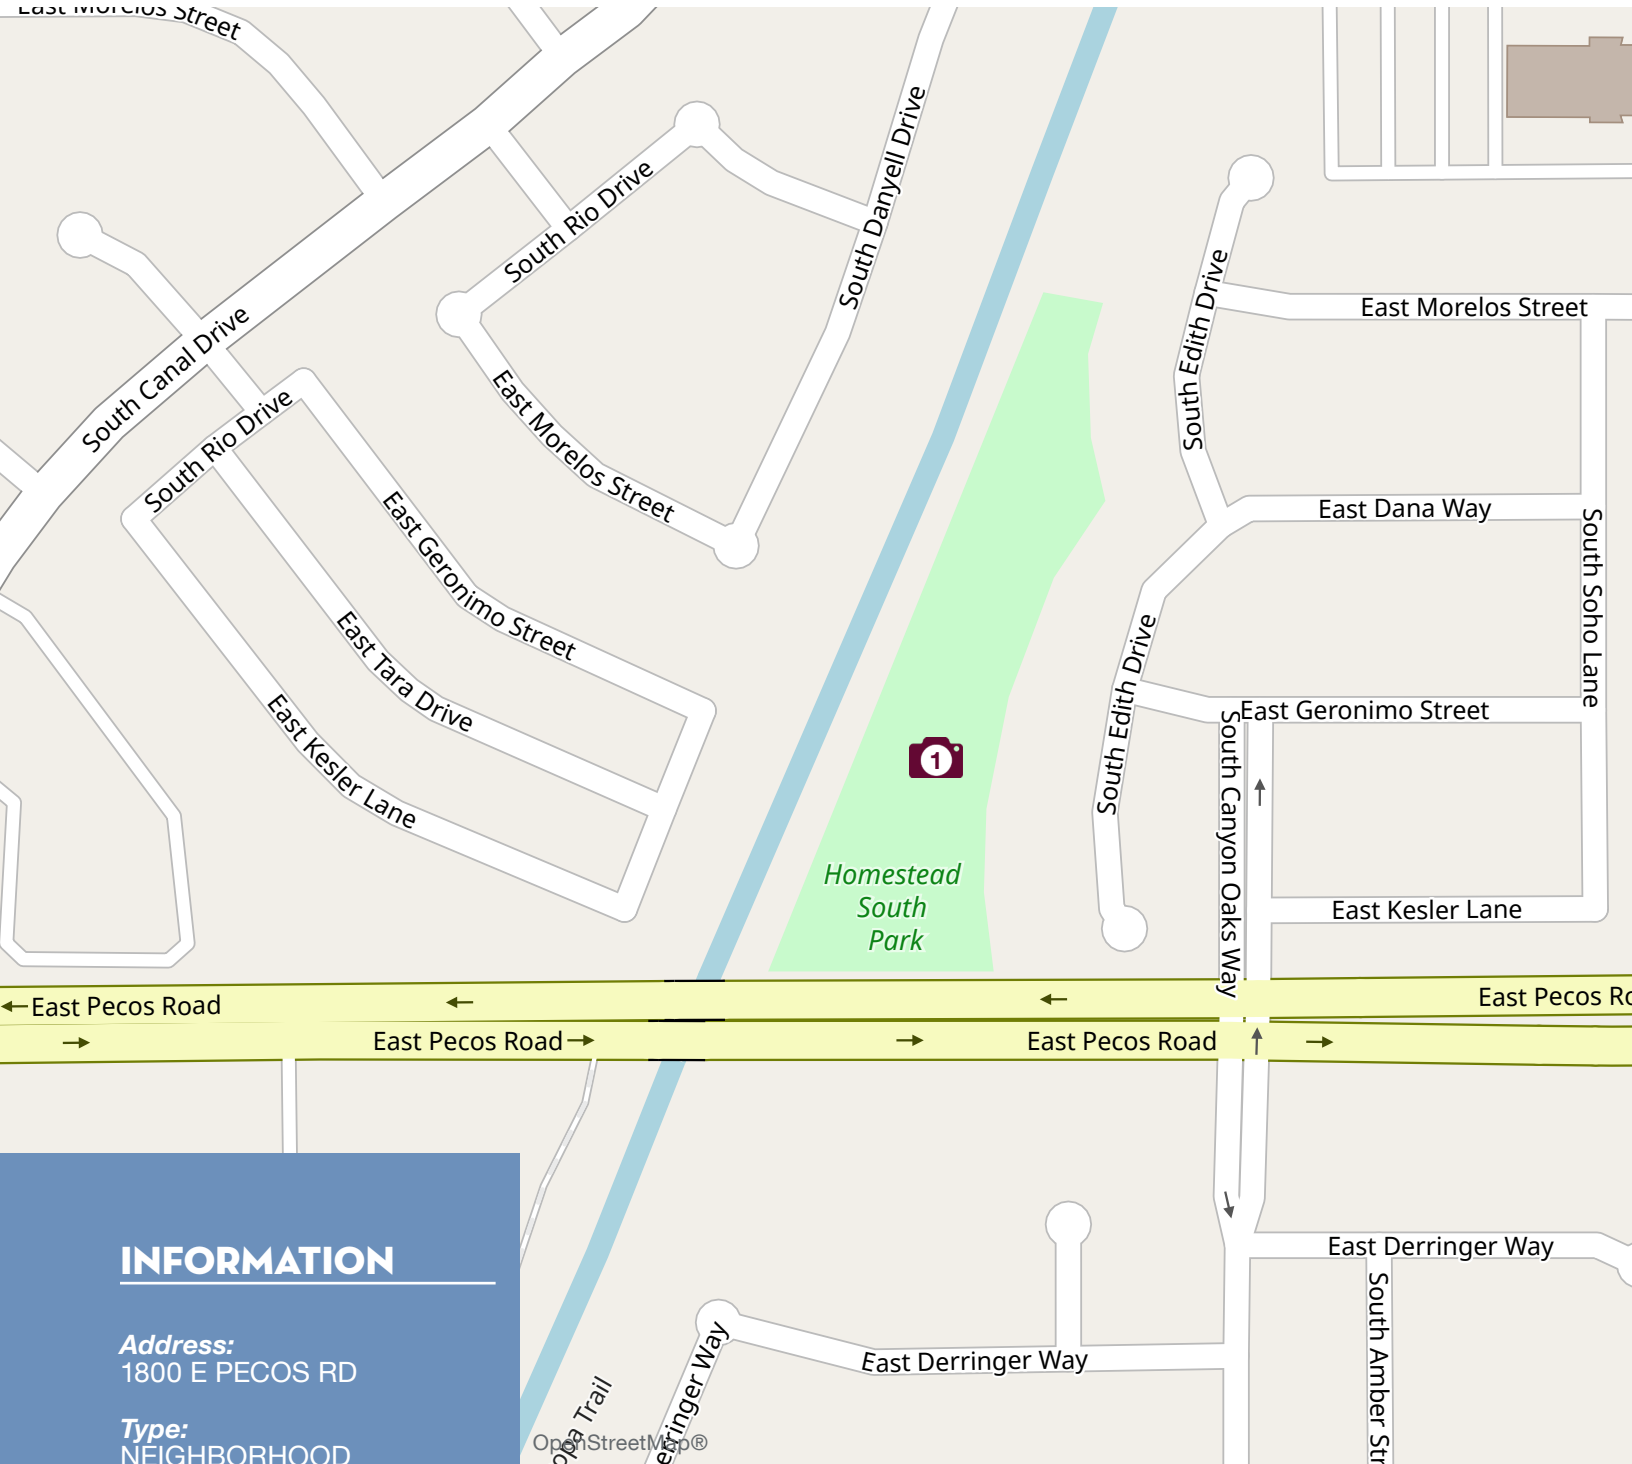 East Morelos Street
South Danyell Drive
South Rio Drive
South Edith Drive
East Morelos Street
South Canal Drive
South Rio Drive
East Morelos Street
East Dana Way
South Soho Lane
East Geronimo Street
East Tara Drive
South Edith Drive
East Kesler Lane
East Geronimo Street
South Canyon Oaks Way
1
Homestead
South
Park
East Kesler Lane
East Pecos Road
East Pecos Ro
East Pecos Road
East Pecos Road
East Derringer Way
South Amber Str
East Derringer Way
erringer Way
opa Trail
OpenStreetMap®
INFORMATION
Address:
1800 E PECOS RD
Type:
NEIGHBORHOOD